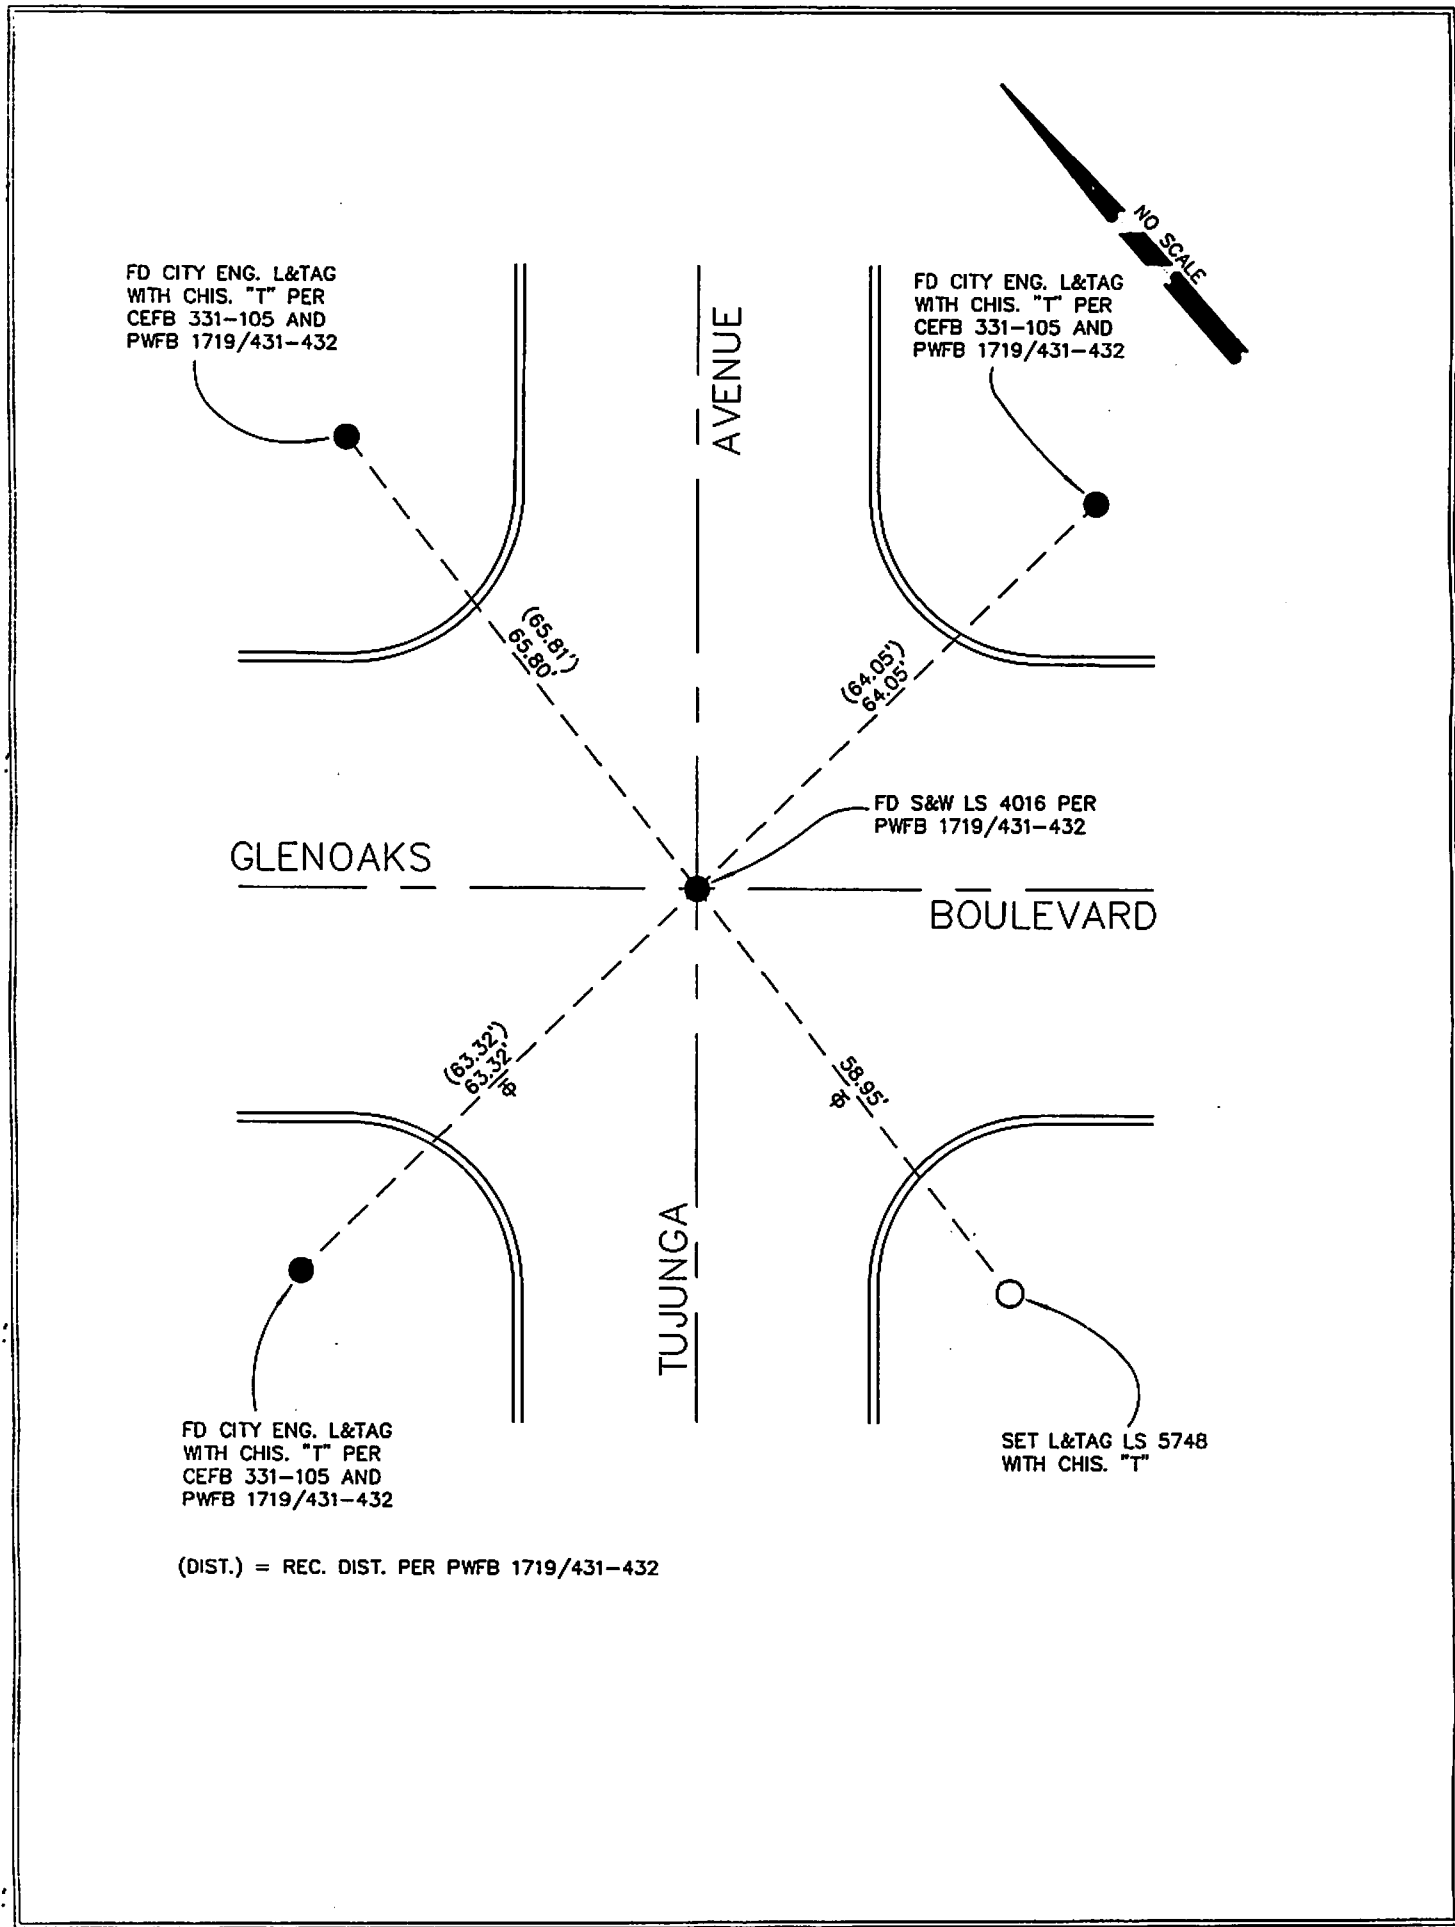 NO SCALE
FD CITY ENG. L&TAG
WITH CHIS. "T" PER
CEFB 331-105 AND
PWFB 1719/431-432
FD CITY ENG. L&TAG
WITH CHIS. "T" PER
CEFB 331-105 AND
PWFB 1719/431-432
AVENUE
(65.81')
65.80'
(64.05')
64.05'
FD S&W LS 4016 PER
PWFB 1719/431-432
GLENOAKS
BOULEVARD
(63.32')
63.32'
58.95'
TUJUNGA
FD CITY ENG. L&TAG
WITH CHIS. "T" PER
CEFB 331-105 AND
PWFB 1719/431-432
SET L&TAG LS 5748
WITH CHIS. "T"
(DIST.) = REC. DIST. PER PWFB 1719/431-432